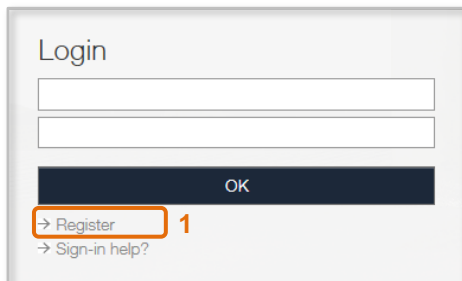 Login
OK
→ Register 1
→ Sign-in help?